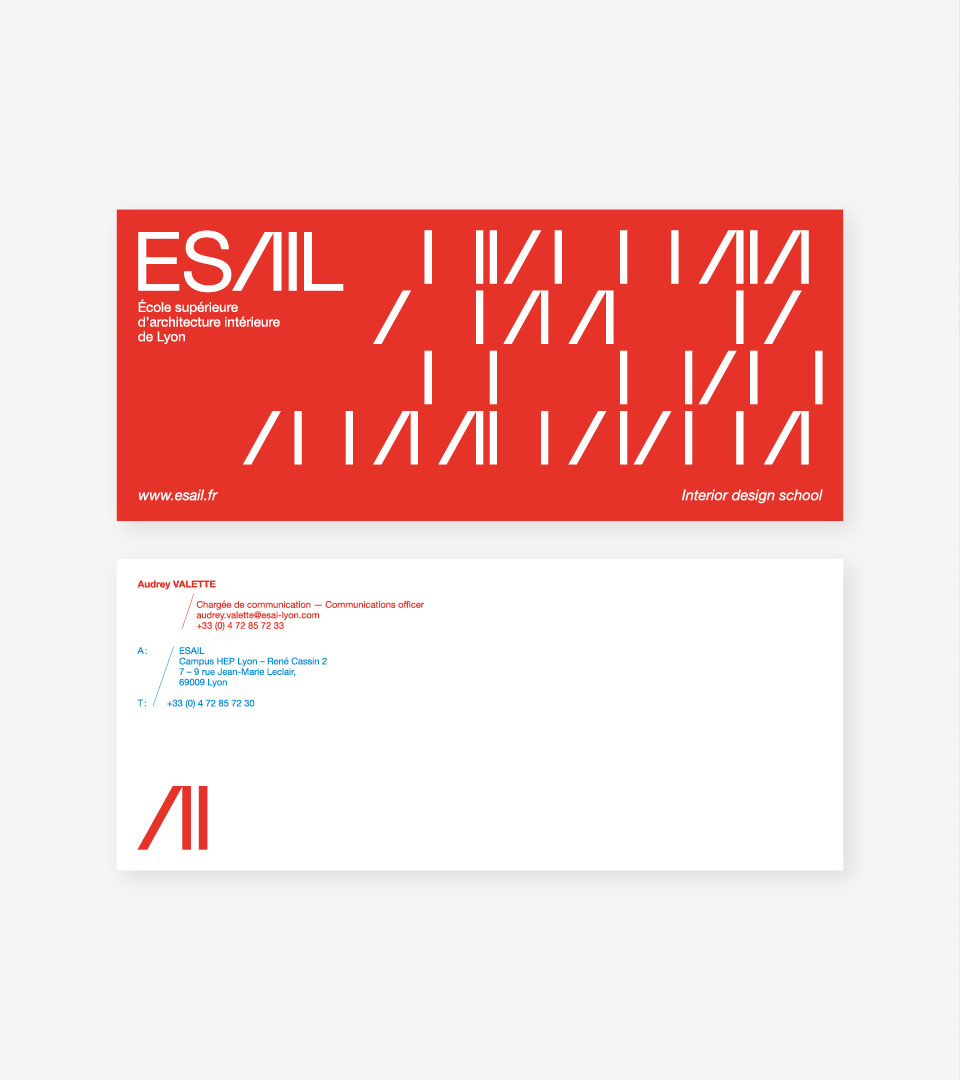 ESAIL
École supérieure
d'architecture intérieure
de Lyon
www.esail.fr
Interior design school
Audrey VALETTE
Chargée de communication — Communications officer
audrey.valette@esai-lyon.com
+33 (0) 4 72 85 72 33
A: ESAIL
Campus HEP Lyon – René Cassin 2
7 – 9 rue Jean-Marie Leclair,
69009 Lyon
T: +33 (0) 4 72 85 72 30
AI